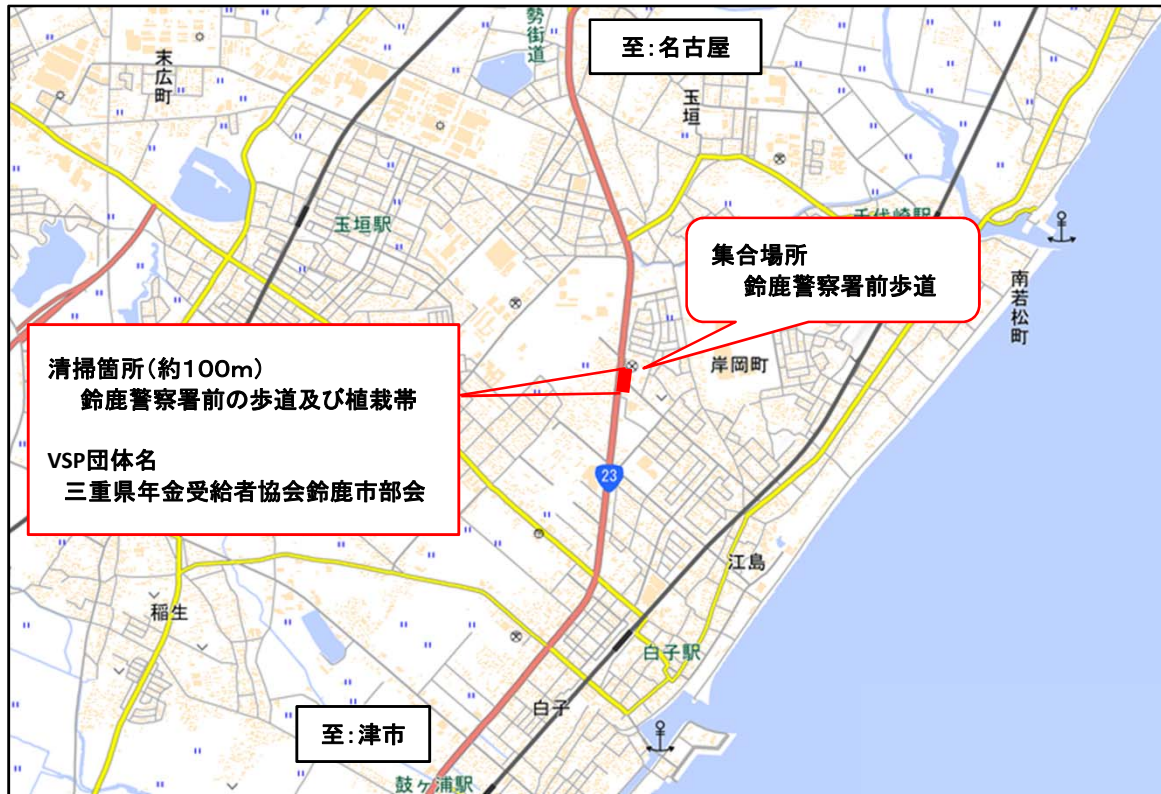 勢街道
至：名古屋
末広町
玉垣
玉垣駅
千代崎駅
集合場所
鈴鹿警察署前歩道
南若松町
清掃箇所（約100ｍ）
鈴鹿警察署前の歩道及び植栽帯
VSP団体名
三重県年金受給者協会鈴鹿市部会
岸岡町
23
江島
稲生
白子駅
白子
至：津市
鼓ヶ浦駅